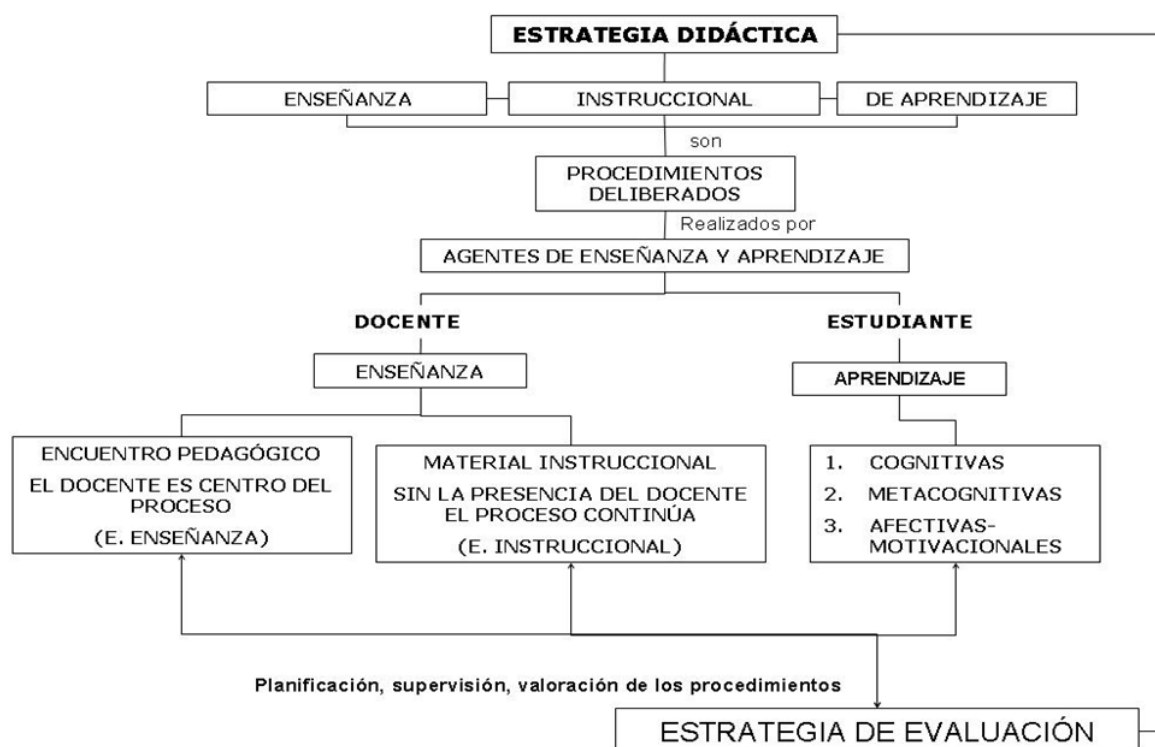 ESTRATEGIA DIDÁCTICA
ENSEÑANZA
INSTRUCCIONAL
DE APRENDIZAJE
son
PROCEDIMIENTOS
DELIBERADOS
Realizados por
AGENTES DE ENSEÑANZA Y APRENDIZAJE
DOCENTE
ESTUDIANTE
ENSEÑANZA
APRENDIZAJE
ENCUENTRO PEDAGÓGICO
EL DOCENTE ES CENTRO DEL
PROCESO
(E. ENSEÑANZA)
MATERIAL INSTRUCCIONAL
SIN LA PRESENCIA DEL DOCENTE
EL PROCESO CONTINÚA
(E. INSTRUCCIONAL)
1. COGNITIVAS
2. METACOGNITIVAS
3. AFECTIVAS-
MOTIVACIONALES
Planificación, supervisión, valoración de los procedimientos
ESTRATEGIA DE EVALUACIÓN